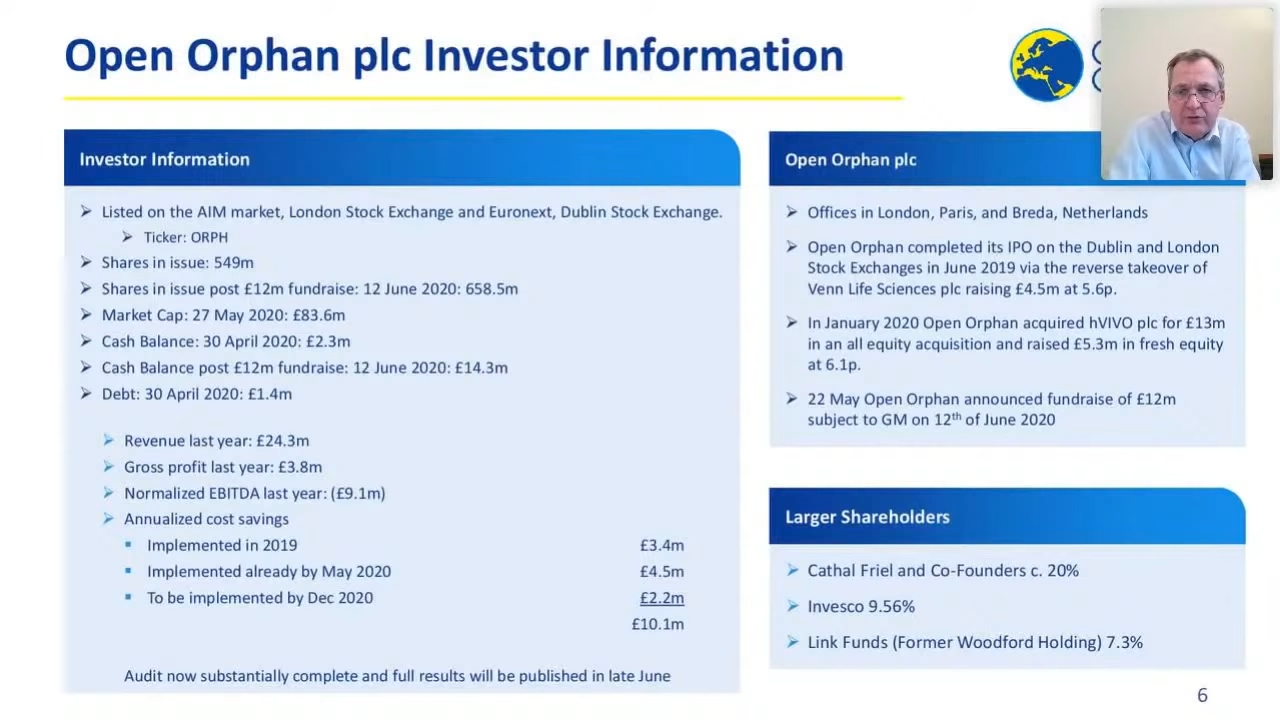 Open Orphan plc Investor Information
Investor Information
Listed on the AIM market, London Stock Exchange and Euronext, Dublin Stock Exchange.
Ticker: ORPH
Shares in issue: 549m
Shares in issue post £12m fundraise: 12 June 2020: 658.5m
Market Cap: 27 May 2020: £83.6m
Cash Balance: 30 April 2020: £2.3m
Cash Balance post £12m fundraise: 12 June 2020: £14.3m
Debt: 30 April 2020: £1.4m
Revenue last year: £24.3m
Gross profit last year: £3.8m
Normalized EBITDA last year: (£9.1m)
Annualized cost savings
Implemented in 2019 £3.4m
Implemented already by May 2020 £4.5m
To be implemented by Dec 2020 £2.2m
£10.1m
Audit now substantially complete and full results will be published in late June
Open Orphan plc
Offices in London, Paris, and Breda, Netherlands
Open Orphan completed its IPO on the Dublin and London
Stock Exchanges in June 2019 via the reverse takeover of
Venn Life Sciences plc raising £4.5m at 5.6p.
In January 2020 Open Orphan acquired hVIVO plc for £13m
in an all equity acquisition and raised £5.3m in fresh equity
at 6.1p.
22 May Open Orphan announced fundraise of £12m
subject to GM on 12th of June 2020
Larger Shareholders
Cathal Friel and Co-Founders c. 20%
Invesco 9.56%
Link Funds (Former Woodford Holding) 7.3%
6